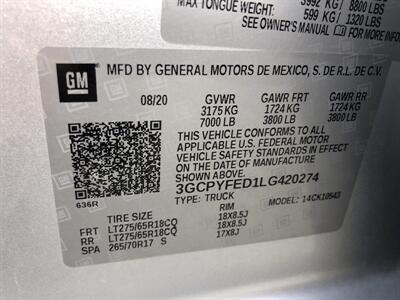 3992 KG / 8800 LBS
MAX TONGUE WEIGHT: 599 KG / 1320 LBS
SEE OWNER'S MANUAL FOR MORE INFO
GM
MFD BY GENERAL MOTORS DE MEXICO, S. DE R.L. DE C.V.
08/20 GVWR GAWR FRT GAWR RR
3175 KG 1724 KG 1724 KG
7000 LB 3800 LB 3800 LB
THIS VEHICLE CONFORMS TO ALL
APPLICABLE U.S. FEDERAL MOTOR
VEHICLE SAFETY
STANDARDS IN EFFECT ON THE DATE OF
MANUFACTURE SHOWN ABOVE.
3GCPYFED1LG420274
636R TYPE: TRUCK 14CK10543
TIRE SIZE RIM
FRT LT275/65R18CQ 18X8.5J
RR LT275/65R18CQ 18X8.5J
SPA 265/70R17 S 17X8J